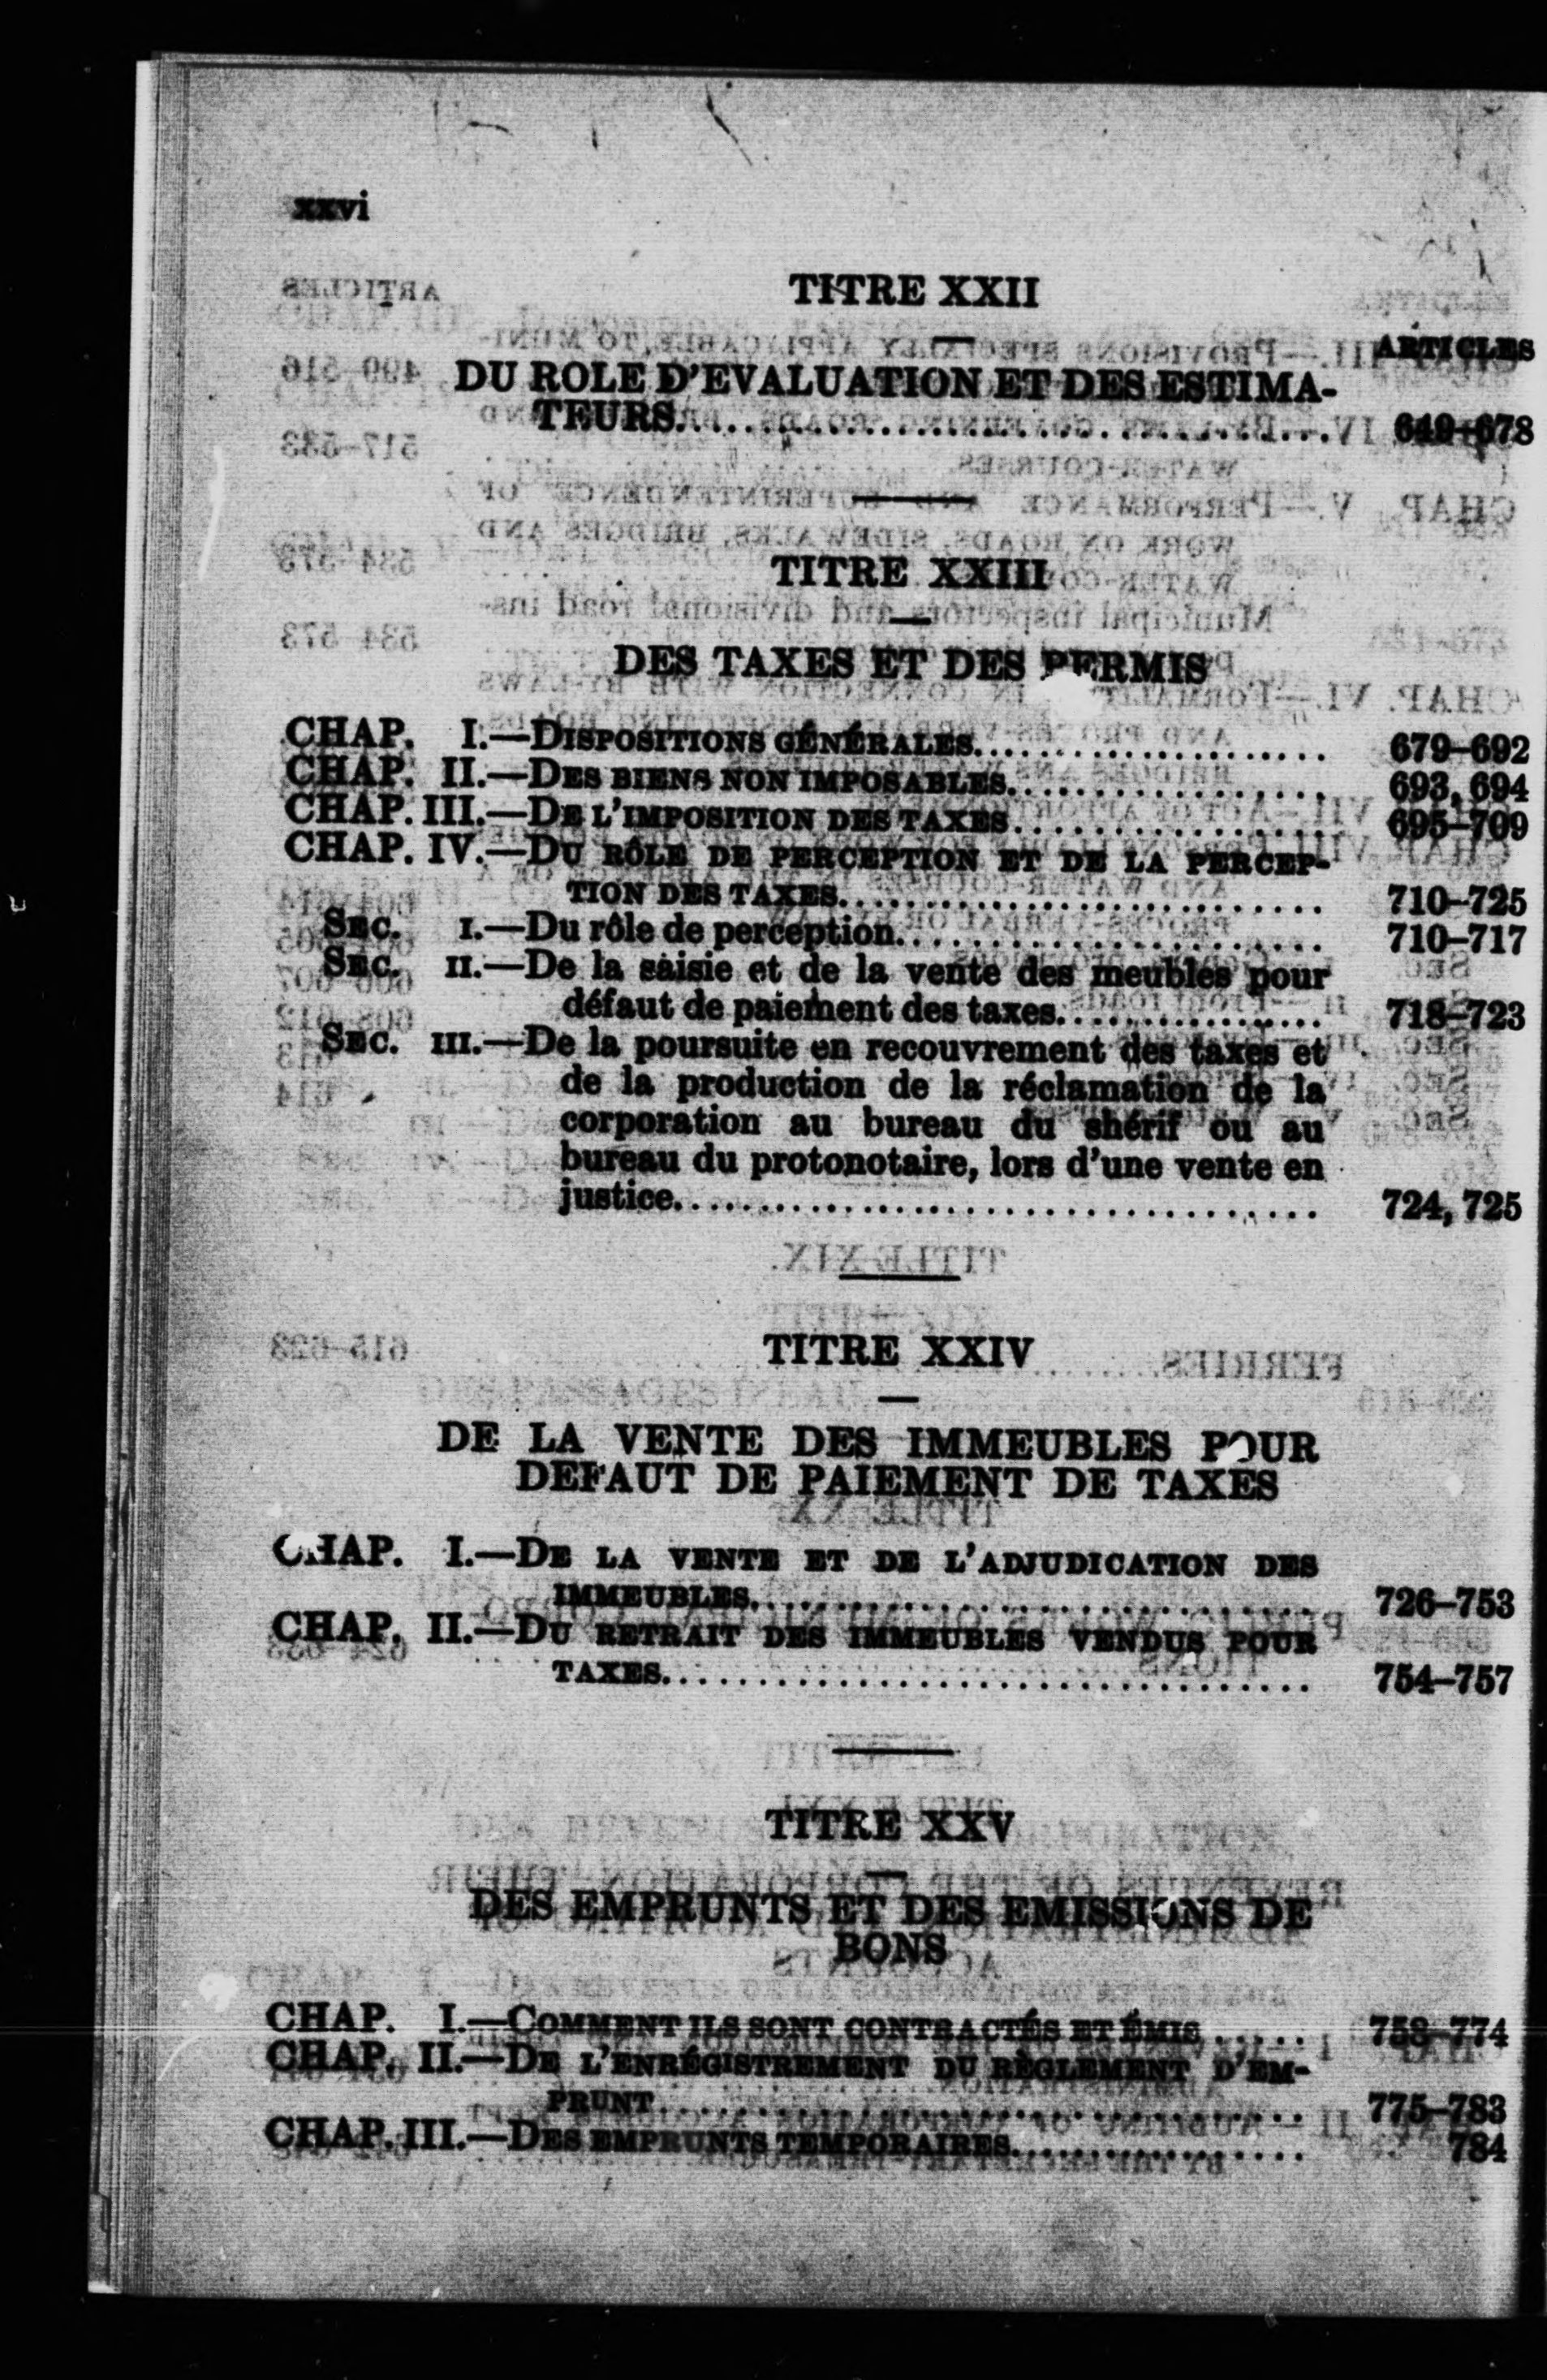 xxvi
TITRE XXII
ARTICLES
DU ROLE D'EVALUATION ET DES ESTIMA-
TEURS........................................ 649-678
TITRE XXIII
DES TAXES ET DES PERMIS
CHAP. I.—DISPOSITIONS GÉNÉRALES...................... 679-692
CHAP. II.—DES BIENS NON IMPOSABLES.................... 693, 694
CHAP. III.—DE L'IMPOSITION DES TAXES.................... 695-709
CHAP. IV.—DU RÔLE DE PERCEPTION ET DE LA PERCEP-
TION DES TAXES............................. 710-725
SEC. I.—Du rôle de perception......................... 710-717
SEC. II.—De la saisie et de la vente des meubles pour
défaut de paiement des taxes................. 718-723
SEC. III.—De la poursuite en recouvrement des taxes et
de la production de la réclamation de la
corporation au bureau du shérif ou au
bureau du protonotaire, lors d'une vente en
justice..................................... 724, 725
TITRE XXIV
DE LA VENTE DES IMMEUBLES POUR
DEFAUT DE PAIEMENT DE TAXES
CHAP. I.—DE LA VENTE ET DE L'ADJUDICATION DES
IMMEUBLES................................ 726-753
CHAP. II.—DU RETRAIT DES IMMEUBLES VENDUS POUR
TAXES..................................... 754-757
TITRE XXV
DES EMPRUNTS ET DES EMISSIONS DE
BONS
CHAP. I.—COMMENT ILS SONT CONTRACTÉS ET ÉMIS ..... 758-774
CHAP. II.—DE L'ENRÉGISTREMENT DU RÈGLEMENT D'EM-
PRUNT..................................... 775-783
CHAP. III.—DES EMPRUNTS TEMPORAIRES.................. 784